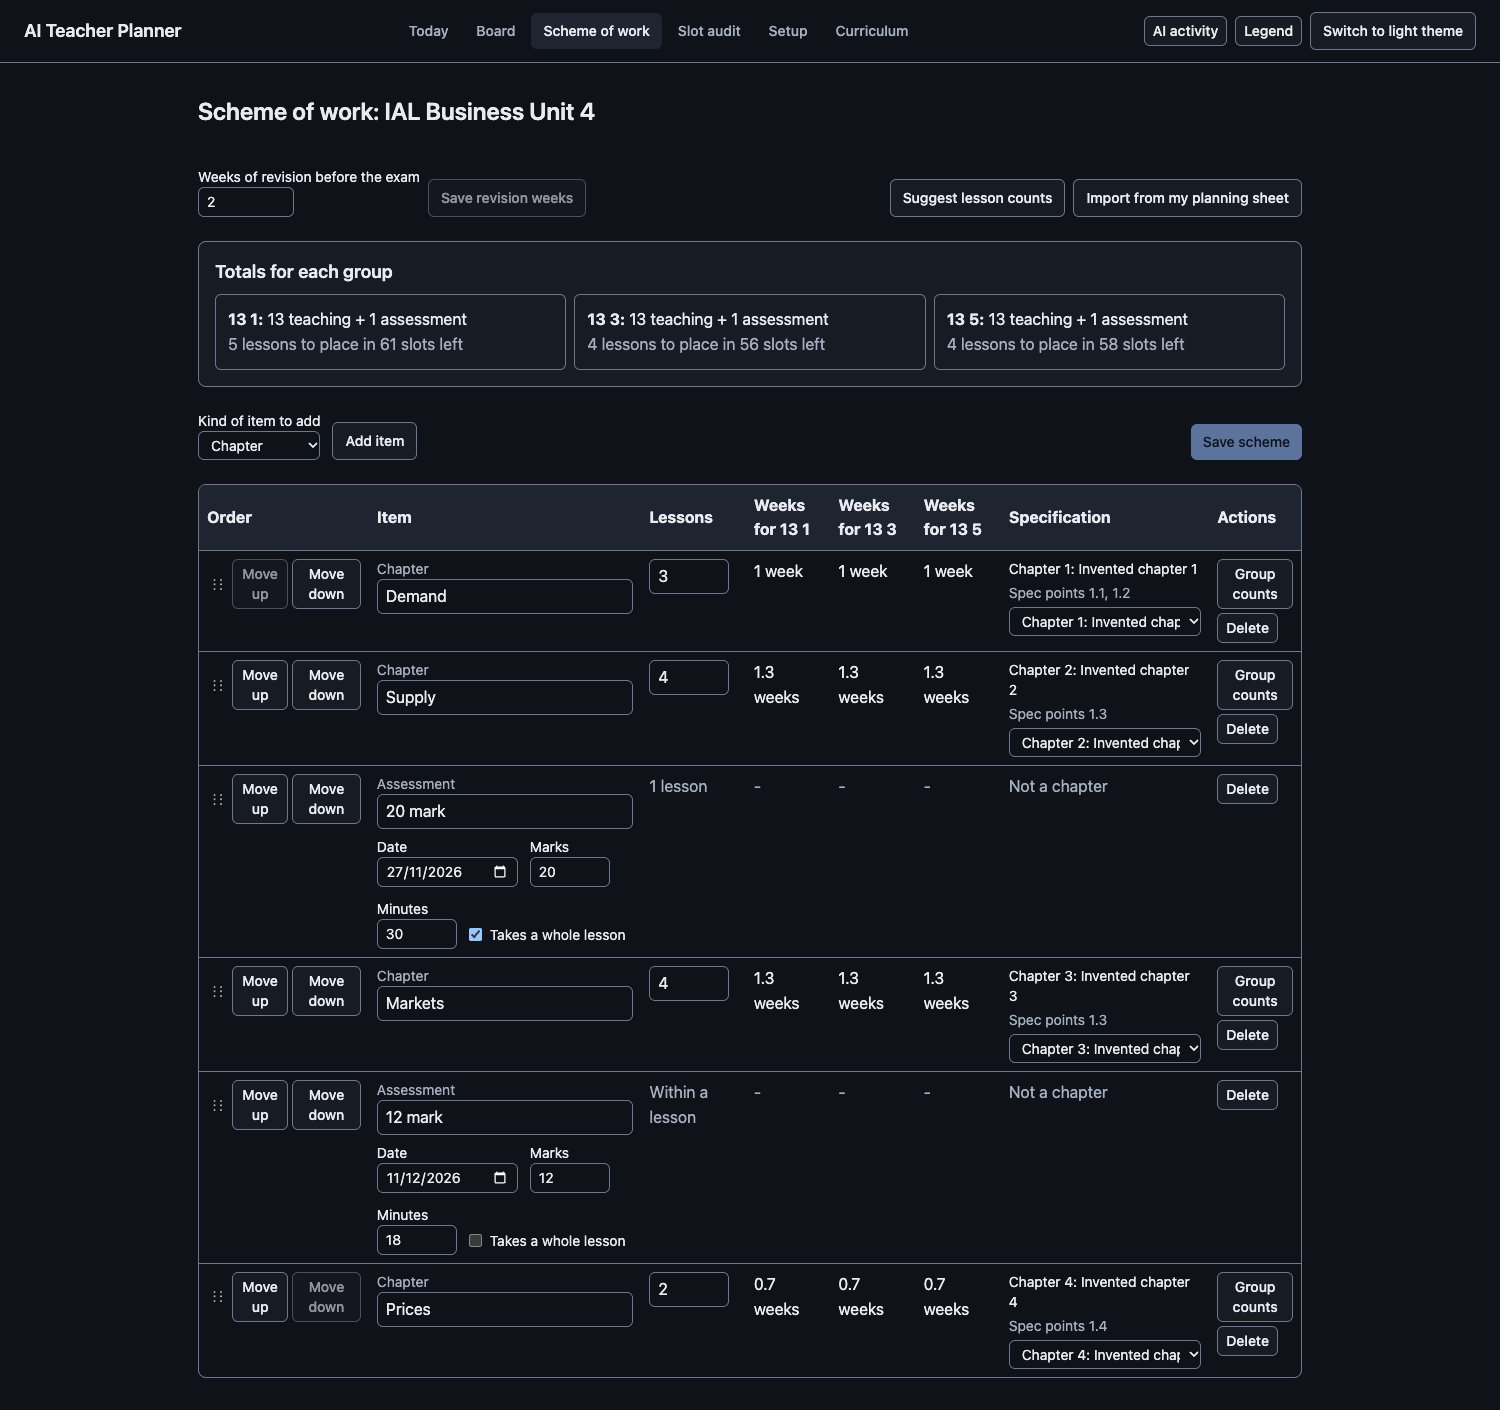 AI Teacher Planner
Today Board Scheme of work Slot audit Setup Curriculum
AI activity Legend Switch to light theme
Scheme of work: IAL Business Unit 4
Weeks of revision before the exam
2
Save revision weeks
Suggest lesson counts
Import from my planning sheet
Totals for each group
13 1: 13 teaching + 1 assessment
5 lessons to place in 61 slots left
13 3: 13 teaching + 1 assessment
4 lessons to place in 56 slots left
13 5: 13 teaching + 1 assessment
4 lessons to place in 58 slots left
Kind of item to add
Chapter
Add item
Save scheme
Order
Item
Lessons
Weeks
for 13 1
Weeks
for 13 3
Weeks
for 13 5
Specification
Actions
Move
up
Move
down
Chapter
Demand
3
1 week
1 week
1 week
Chapter 1: Invented chapter 1
Spec points 1.1, 1.2
Chapter 1: Invented chap
Group
counts
Delete
Move
up
Move
down
Chapter
Supply
4
1.3
weeks
1.3
weeks
1.3
weeks
Chapter 2: Invented chapter
2
Spec points 1.3
Chapter 2: Invented chap
Group
counts
Delete
Move
up
Move
down
Assessment
20 mark
Date
27/11/2026
Marks
20
Minutes
30
Takes a whole lesson
1 lesson
-
-
-
Not a chapter
Delete
Move
up
Move
down
Chapter
Markets
4
1.3
weeks
1.3
weeks
1.3
weeks
Chapter 3: Invented chapter
3
Spec points 1.3
Chapter 3: Invented chap
Group
counts
Delete
Move
up
Move
down
Assessment
12 mark
Date
11/12/2026
Marks
12
Minutes
18
Takes a whole lesson
Within a
lesson
-
-
-
Not a chapter
Delete
Move
up
Move
down
Chapter
Prices
2
0.7
weeks
0.7
weeks
0.7
weeks
Chapter 4: Invented chapter
4
Spec points 1.4
Chapter 4: Invented chap
Group
counts
Delete